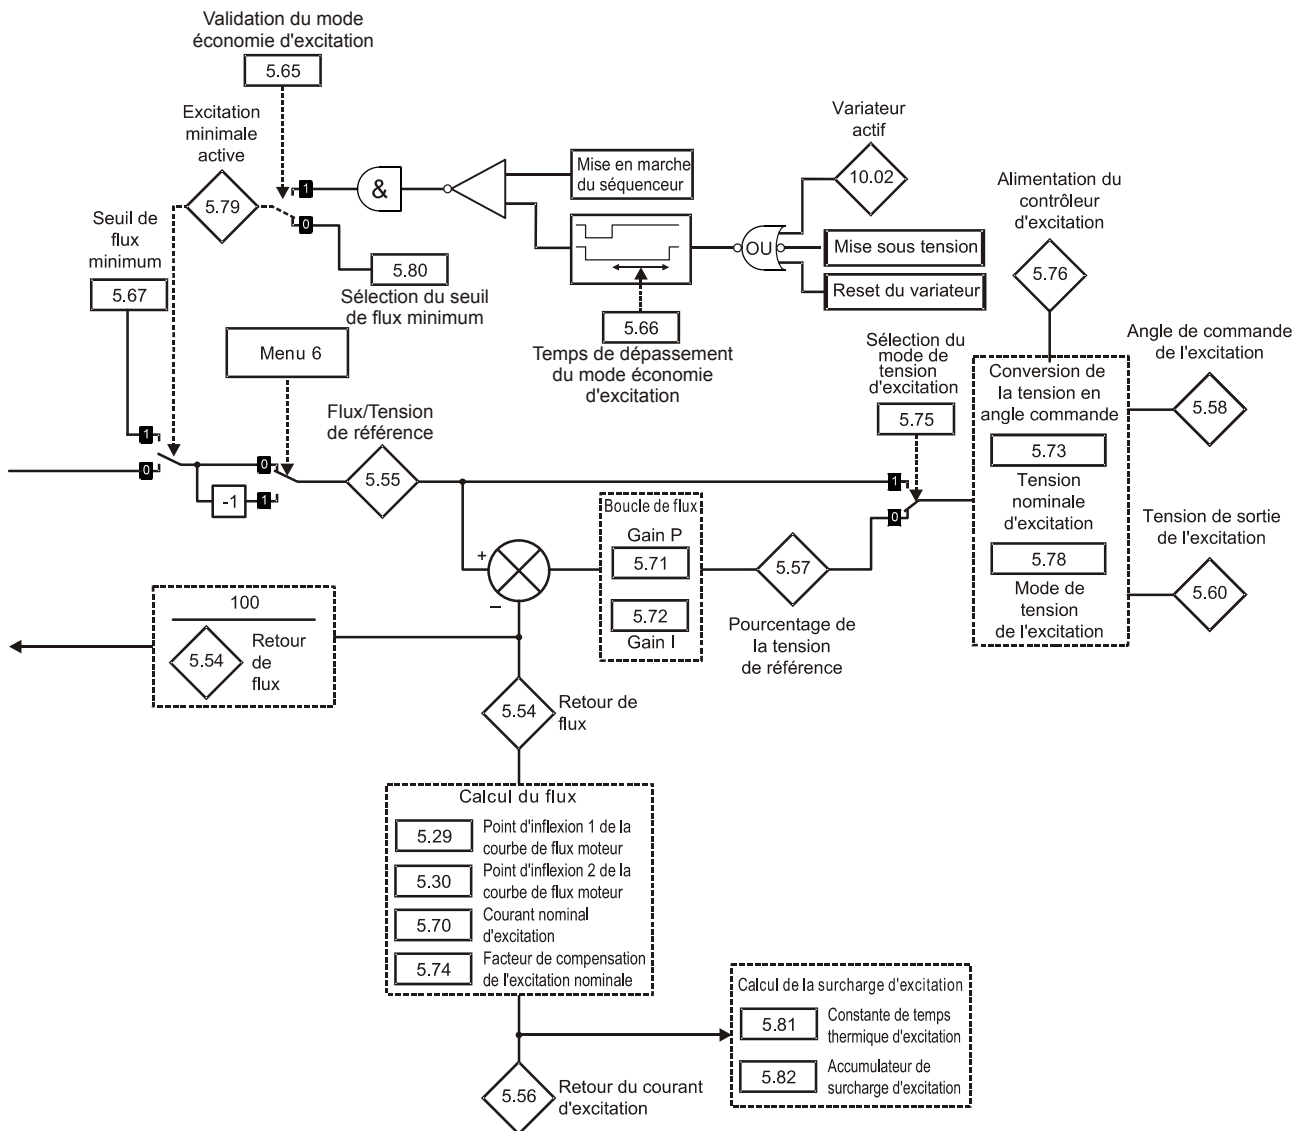 Validation du mode
économie d'excitation
5.65
Excitation
minimale
active
5.79
1
0
&
Mise en marche
du séquenceur
Variateur
actif
10.02
OU
Mise sous tension
Reset du variateur
5.80
Sélection du seuil
de flux minimum
5.66
Temps de dépassement
du mode économie
d'excitation
Seuil de
flux
minimum
5.67
Menu 6
1
0
-1
0
1
Flux/Tension
de référence
5.55
Alimentation du
contrôleur
d'excitation
5.76
Sélection du
mode de
tension
d'excitation
5.75
1
0
Conversion de
la tension en
angle commande
5.73
Tension
nominale
d'excitation
5.78
Mode de
tension
de l'excitation
Angle de commande
de l'excitation
5.58
Tension de sortie
de l'excitation
5.60
+
–
Boucle de flux
Gain P
5.71
5.72
Gain I
5.57
Pourcentage de
la tension
de référence
100
5.54
Retour
de
flux
5.54
Retour de
flux
Calcul du flux
5.29
Point d'inflexion 1 de la
courbe de flux moteur
5.30
Point d'inflexion 2 de la
courbe de flux moteur
5.70
Courant nominal
d'excitation
5.74
Facteur de compensation
de l'excitation nominale
Calcul de la surcharge d'excitation
5.81
Constante de temps
thermique d'excitation
5.82
Accumulateur de
surcharge d'excitation
5.56
Retour du courant
d'excitation